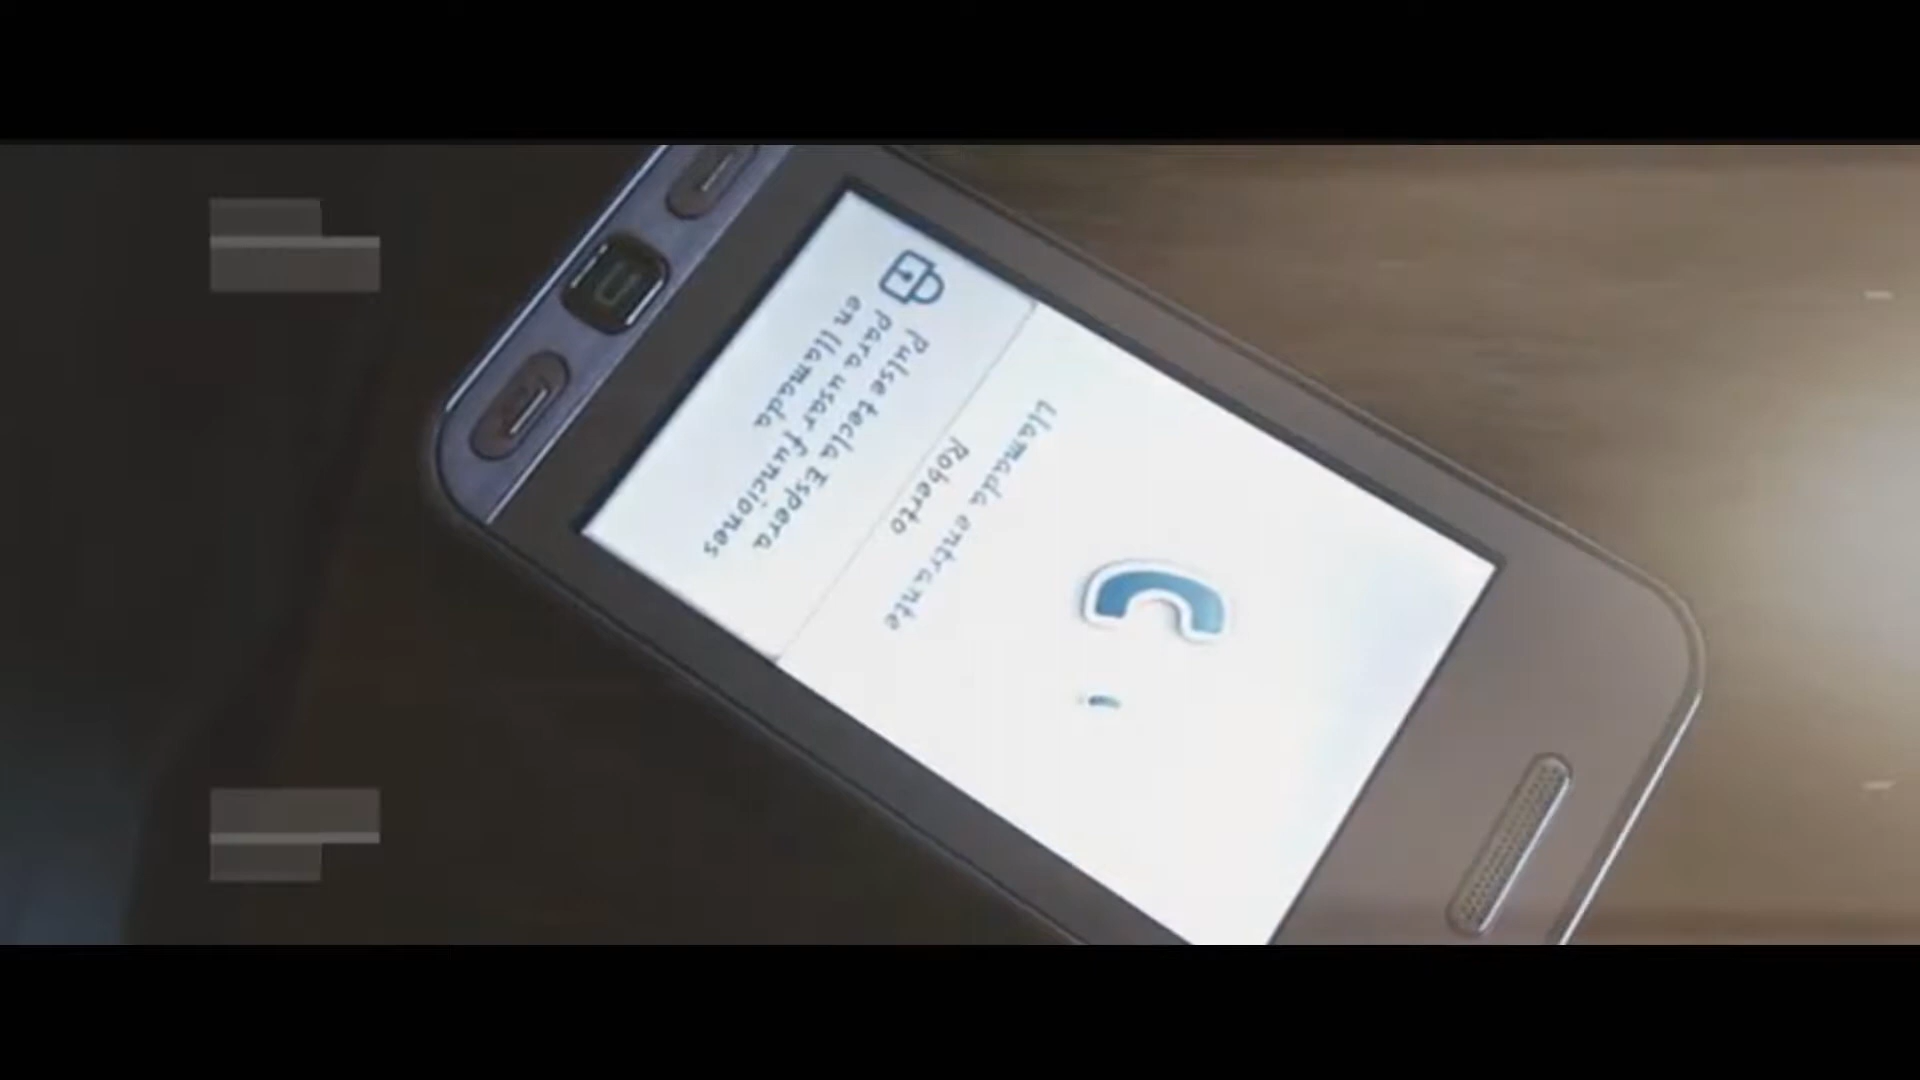 Llamada entrante
Roberto
Pulse tecla Espera
para usar funciones
en llamada